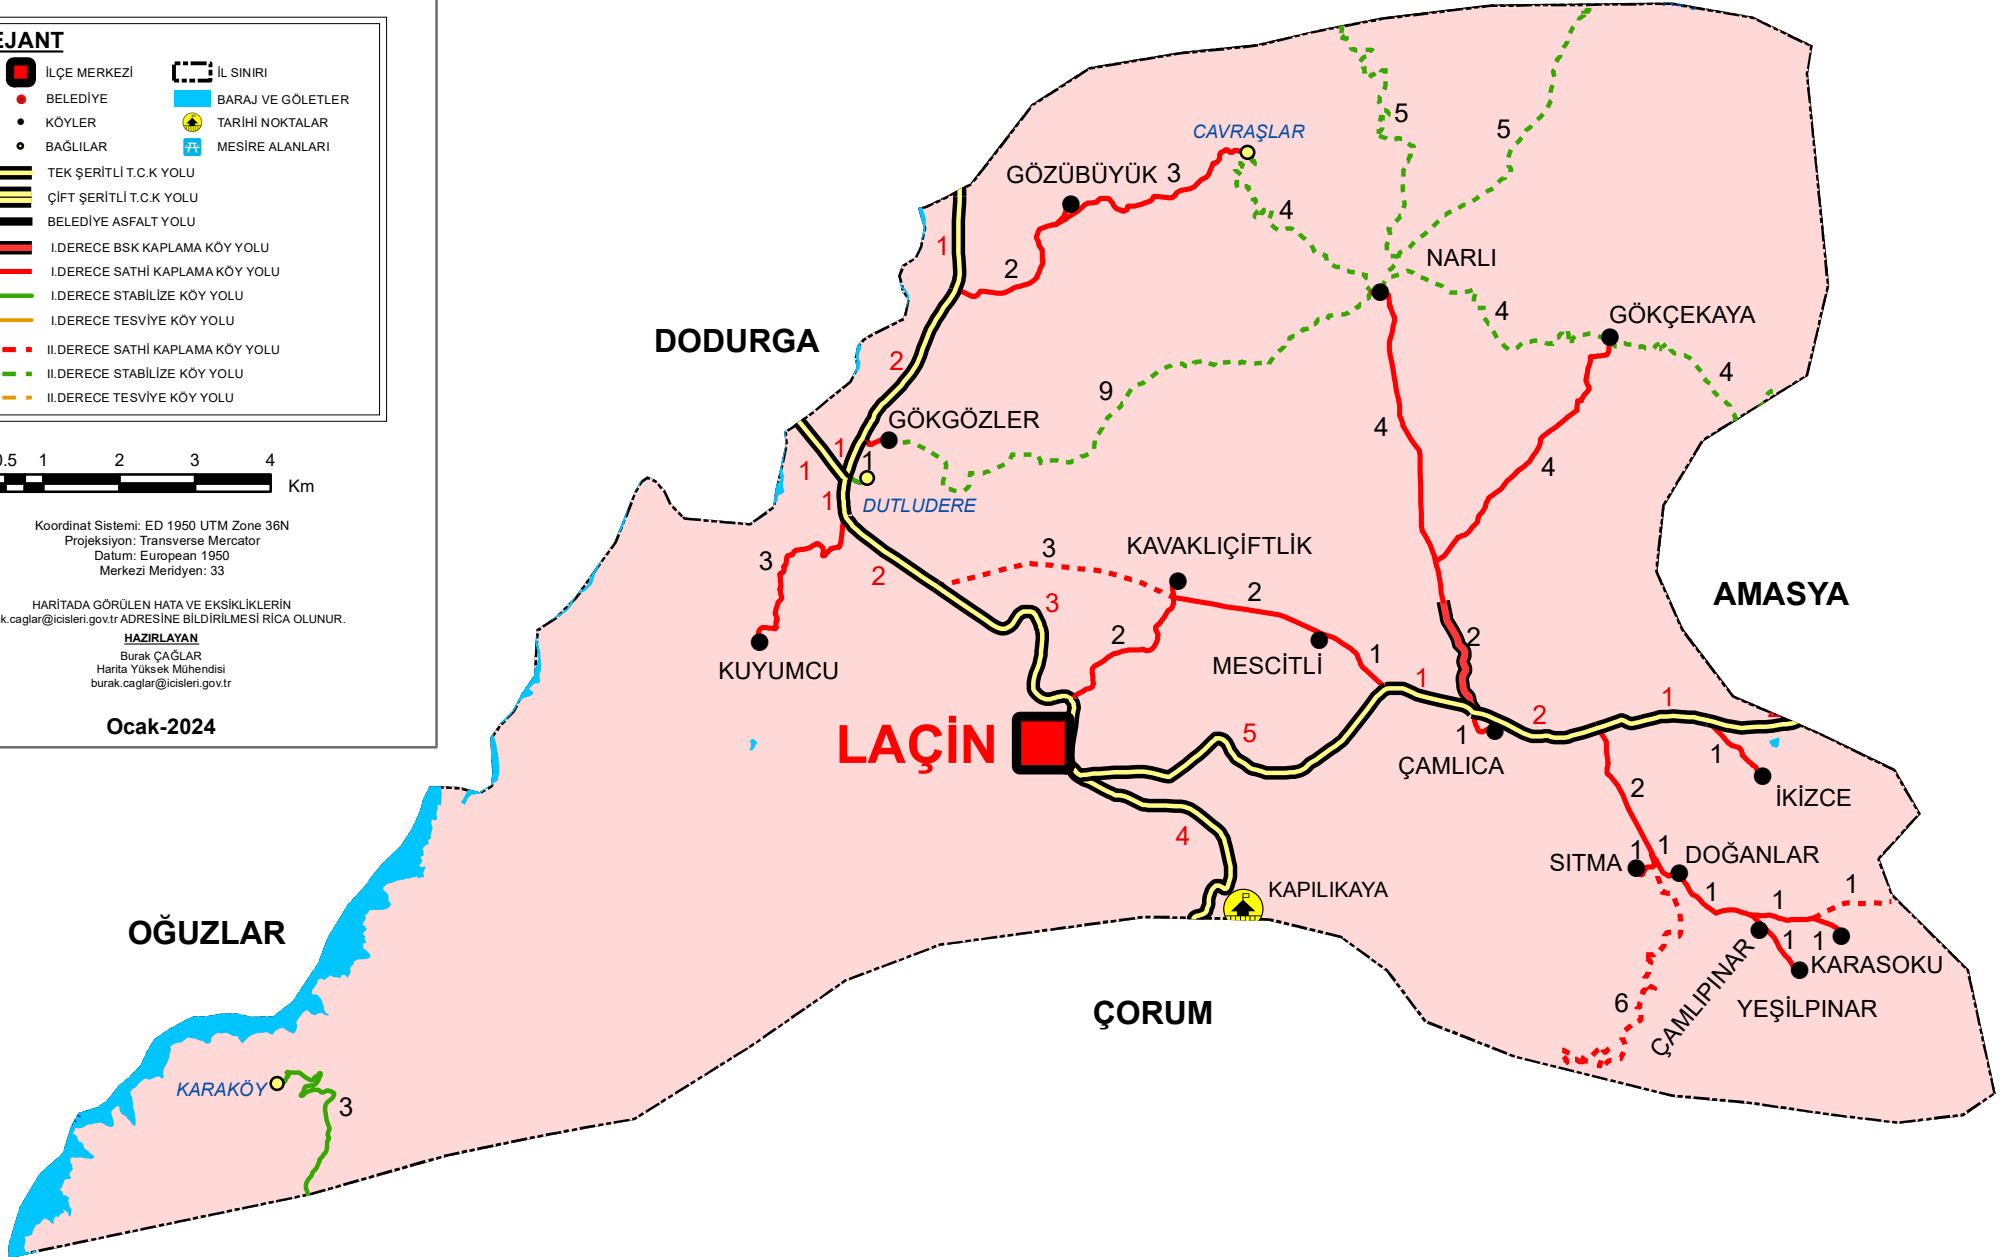 EJANT
İLÇE MERKEZİ
İL SINIRI
BELEDİYE
BARAJ VE GÖLETLER
KÖYLER
TARİHİ NOKTALAR
BAĞLILAR
MESİRE ALANLARI
TEK ŞERİTLİ T.C.K YOLU
ÇİFT ŞERİTLİ T.C.K YOLU
BELEDİYE ASFALT YOLU
I.DERECE BSK KAPLAMA KÖY YOLU
I.DERECE SATHİ KAPLAMA KÖY YOLU
I.DERECE STABİLİZE KÖY YOLU
I.DERECE TESVİYE KÖY YOLU
II.DERECE SATHİ KAPLAMA KÖY YOLU
II.DERECE STABİLİZE KÖY YOLU
II.DERECE TESVİYE KÖY YOLU
0.5 1 2 3 4
Km
Koordinat Sistemi: ED 1950 UTM Zone 36N
Projeksiyon: Transverse Mercator
Datum: European 1950
Merkezi Meridyen: 33
HARİTADA GÖRÜLEN HATA VE EKSİKLİKLERİN
k.caglar@icisleri.gov.tr ADRESİNE BİLDİRİLMESİ RİCA OLUNUR.
HAZIRLAYAN
Burak ÇAĞLAR
Harita Yüksek Mühendisi
burak.caglar@icisleri.gov.tr
Ocak-2024
5
5
CAVRAŞLAR
GÖZÜBÜYÜK
3
4
1
2
NARLI
4
GÖKÇEKAYA
DODURGA
2
9
4
4
GÖKGÖZLER
1
1
1
1
DUTLUDERE
4
3
2
KAVAKLIÇİFTLİK
3
2
3
2
MESCİTLİ
1
2
AMASYA
KUYUMCU
1
1
2
LAÇİN
5
1
ÇAMLICA
1
2
İKİZCE
4
SITMA
1
1
DOĞANLAR
KAPILIKAYA
1
1
1
OĞUZLAR
1
1
KARASOKU
ÇAMLIPINAR
YEŞİLPINAR
6
ÇORUM
KARAKÖY
3